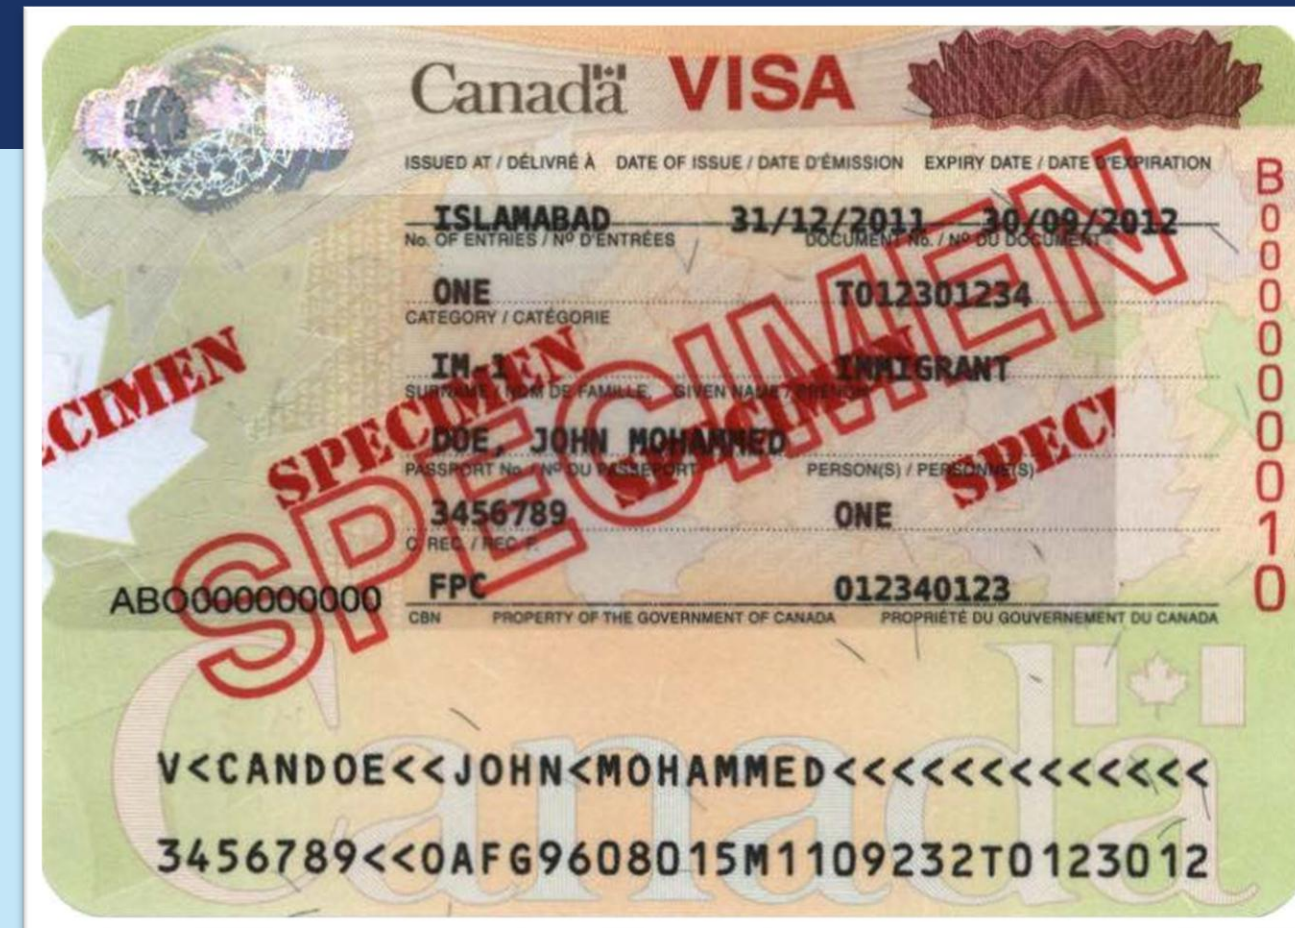 Canada VISA
ISSUED AT / DÉLIVRÉ À DATE OF ISSUE / DATE D'ÉMISSION EXPIRY DATE / DATE D'EXPIRATION
ISLAMABAD 31/12/2011 30/09/2012
No. OF ENTRIES / Nº D'ENTRÉES DOCUMENT No. / Nº DU DOCUMENT
ONE T012301234
CATEGORY / CATÉGORIE
IM-1 IMMIGRANT
SURNAME / NOM DE FAMILLE, GIVEN NAME / PRÉNOM
DOE, JOHN MOHAMMED
PASSPORT No. / Nº DU PASSEPORT PERSON(S) / PERSONNE(S)
3456789 ONE
C. REC. / REC. F.
FPC 012340123
ABO000000000
CBN PROPERTY OF THE GOVERNMENT OF CANADA PROPRIÉTÉ DU GOUVERNEMENT DU CANADA
B000000010
SPECIMEN
ECIMEN
SPECIMEN
SPECIMEN
SPECI
Canada
V<CANDOE<<JOHN<MOHAMMED<<<<<<<<<<<<<
3456789<<0AFG9608015M1109232T0123012